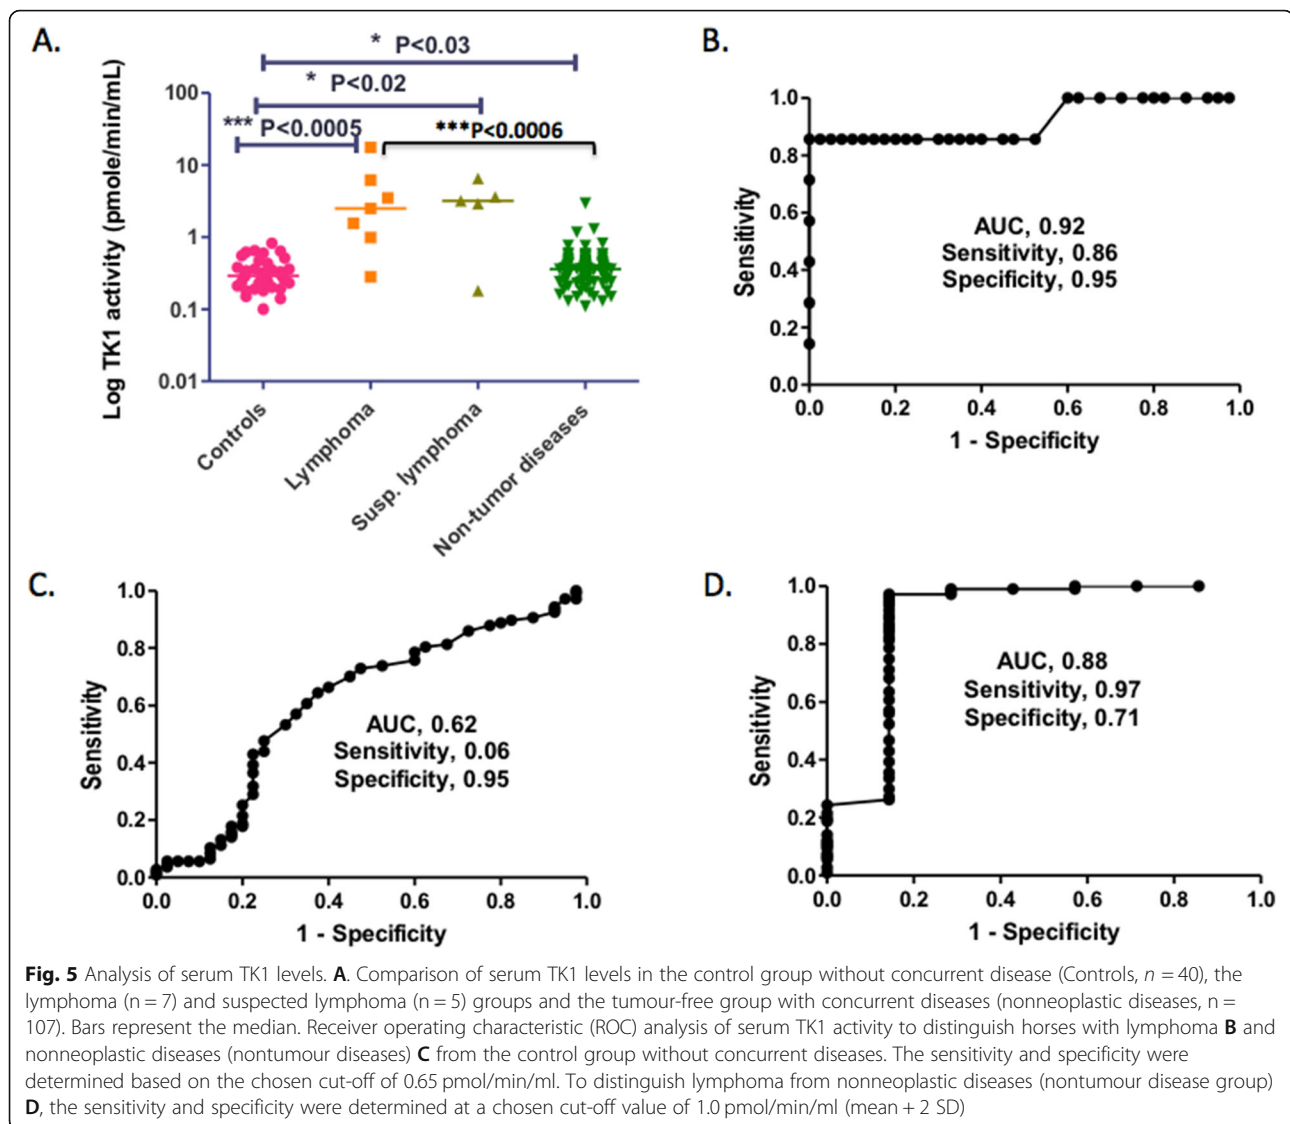 A.
* P<0.03
* P<0.02
*** P<0.0005
***P<0.0006
Log TK1 activity (pmole/min/mL)
100
10
1
0.1
0.01
Controls
Lymphoma
Susp. lymphoma
Non-tumor diseases
B.
Sensitivity
1.0
0.8
0.6
0.4
0.2
0.0
AUC, 0.92
Sensitivity, 0.86
Specificity, 0.95
0.0 0.2 0.4 0.6 0.8 1.0
1 - Specificity
C.
Sensitivity
1.0
0.8
0.6
0.4
0.2
0.0
AUC, 0.62
Sensitivity, 0.06
Specificity, 0.95
0.0 0.2 0.4 0.6 0.8 1.0
1 - Specificity
D.
Sensitivity
1.0
0.8
0.6
0.4
0.2
0.0
AUC, 0.88
Sensitivity, 0.97
Specificity, 0.71
0.0 0.2 0.4 0.6 0.8 1.0
1 - Specificity
Fig. 5 Analysis of serum TK1 levels. A. Comparison of serum TK1 levels in the control group without concurrent disease (Controls, n = 40), the
lymphoma (n = 7) and suspected lymphoma (n = 5) groups and the tumour-free group with concurrent diseases (nonneoplastic diseases, n =
107). Bars represent the median. Receiver operating characteristic (ROC) analysis of serum TK1 activity to distinguish horses with lymphoma B and
nonneoplastic diseases (nontumour diseases) C from the control group without concurrent diseases. The sensitivity and specificity were
determined based on the chosen cut-off of 0.65 pmol/min/ml. To distinguish lymphoma from nonneoplastic diseases (nontumour disease group)
D, the sensitivity and specificity were determined at a chosen cut-off value of 1.0 pmol/min/ml (mean + 2 SD)